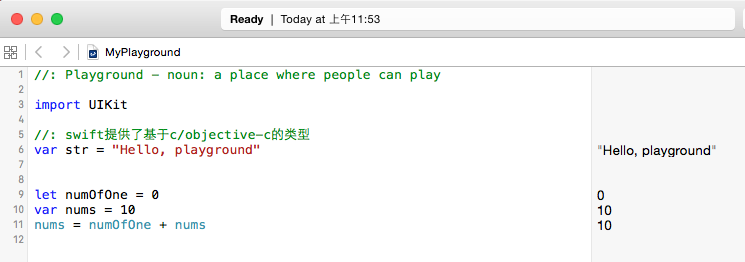 Ready | Today at 上午11:53
MyPlayground
1 //: Playground - noun: a place where people can play
2
3 import UIKit
4
5 //: swift提供了基于c/objective-c的类型
6 var str = "Hello, playground" "Hello, playground"
7
8
9 let numOfOne = 0 0
10 var nums = 10 10
11 nums = numOfOne + nums 10
12